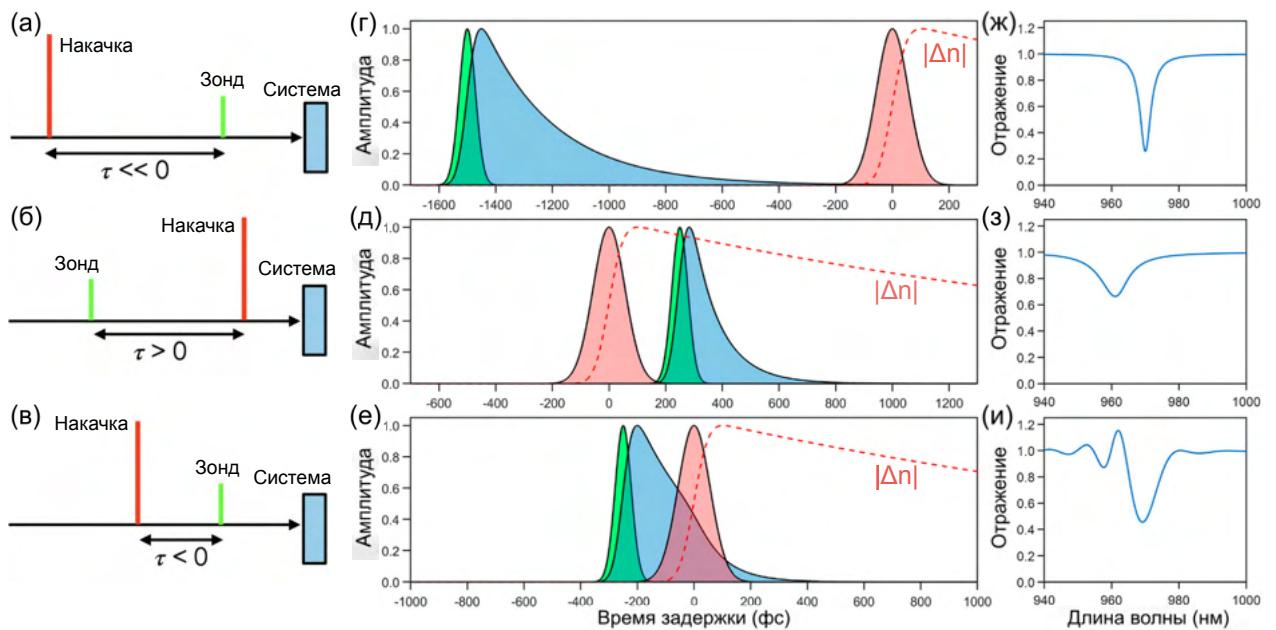 (а)
Накачка
Зонд
Система
τ << 0
(г)
Амплитуда
1.0
0.8
0.6
0.4
0.2
0.0
|Δn|
-1600 -1400 -1200 -1000 -800 -600 -400 -200 0 200
(ж)
Отражение
1.2
1.0
0.8
0.6
0.4
0.2
0.0
940 960 980 1000
(б)
Накачка
Зонд
Система
τ > 0
(д)
Амплитуда
1.0
0.8
0.6
0.4
0.2
0.0
|Δn|
-600 -400 -200 0 200 400 600 800 1000 1200
(з)
Отражение
1.2
1.0
0.8
0.6
0.4
0.2
0.0
940 960 980 1000
(в)
Накачка
Зонд
Система
τ < 0
(е)
Амплитуда
1.0
0.8
0.6
0.4
0.2
0.0
|Δn|
-1000 -800 -600 -400 -200 0 200 400 600 800 1000
Время задержки (фс)
(и)
Отражение
1.2
1.0
0.8
0.6
0.4
0.2
0.0
940 960 980 1000
Длина волны (нм)